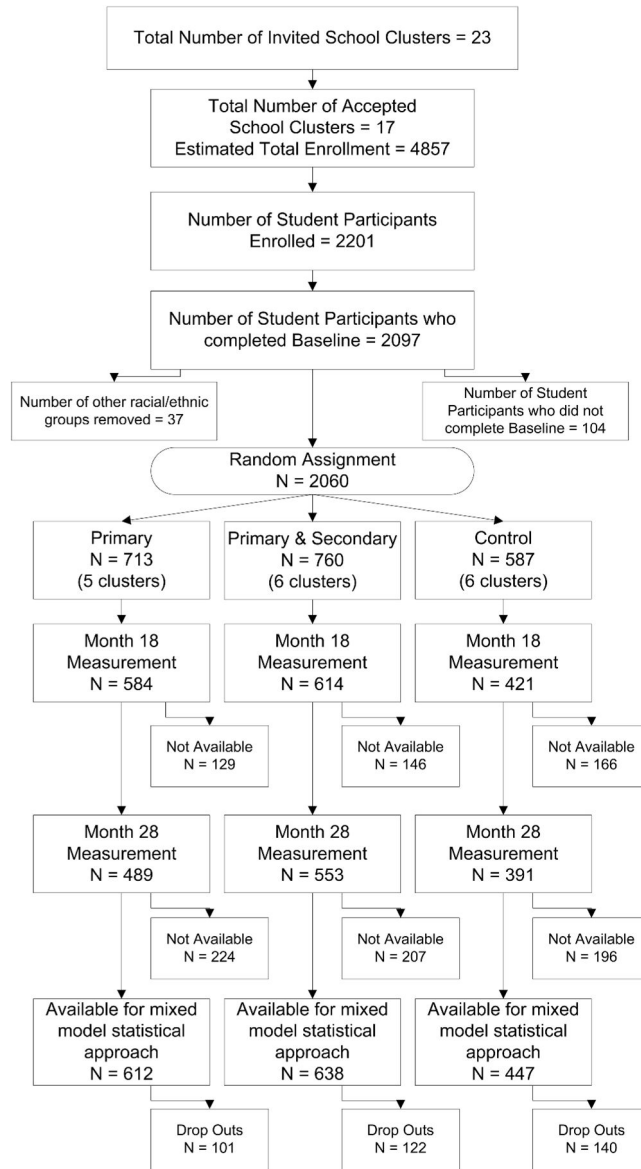 Total Number of Invited School Clusters = 23
Total Number of Accepted
School Clusters = 17
Estimated Total Enrollment = 4857
Number of Student Participants
Enrolled = 2201
Number of Student Participants who
completed Baseline = 2097
Number of other racial/ethnic
groups removed = 37
Number of Student
Participants who did not
complete Baseline = 104
Random Assignment
N = 2060
Primary
N = 713
(5 clusters)
Primary & Secondary
N = 760
(6 clusters)
Control
N = 587
(6 clusters)
Month 18
Measurement
N = 584
Month 18
Measurement
N = 614
Month 18
Measurement
N = 421
Not Available
N = 129
Not Available
N = 146
Not Available
N = 166
Month 28
Measurement
N = 489
Month 28
Measurement
N = 553
Month 28
Measurement
N = 391
Not Available
N = 224
Not Available
N = 207
Not Available
N = 196
Available for mixed
model statistical
approach
N = 612
Available for mixed
model statistical
approach
N = 638
Available for mixed
model statistical
approach
N = 447
Drop Outs
N = 101
Drop Outs
N = 122
Drop Outs
N = 140